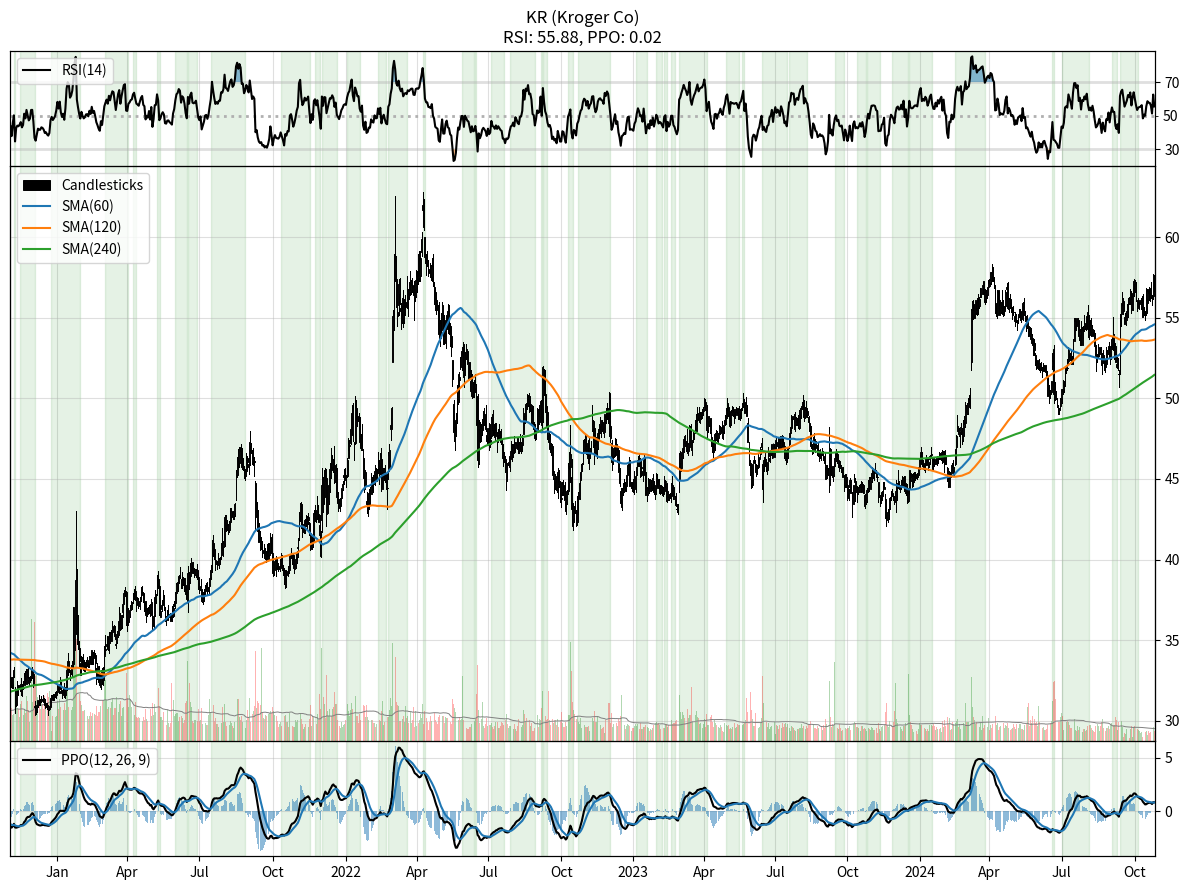 KR (Kroger Co)
RSI: 55.88, PPO: 0.02
RSI(14)
70
50
30
Candlesticks
SMA(60)
SMA(120)
SMA(240)
60
55
50
45
40
35
30
PPO(12, 26, 9)
5
0
Jan Apr Jul Oct 2022 Apr Jul Oct 2023 Apr Jul Oct 2024 Apr Jul Oct